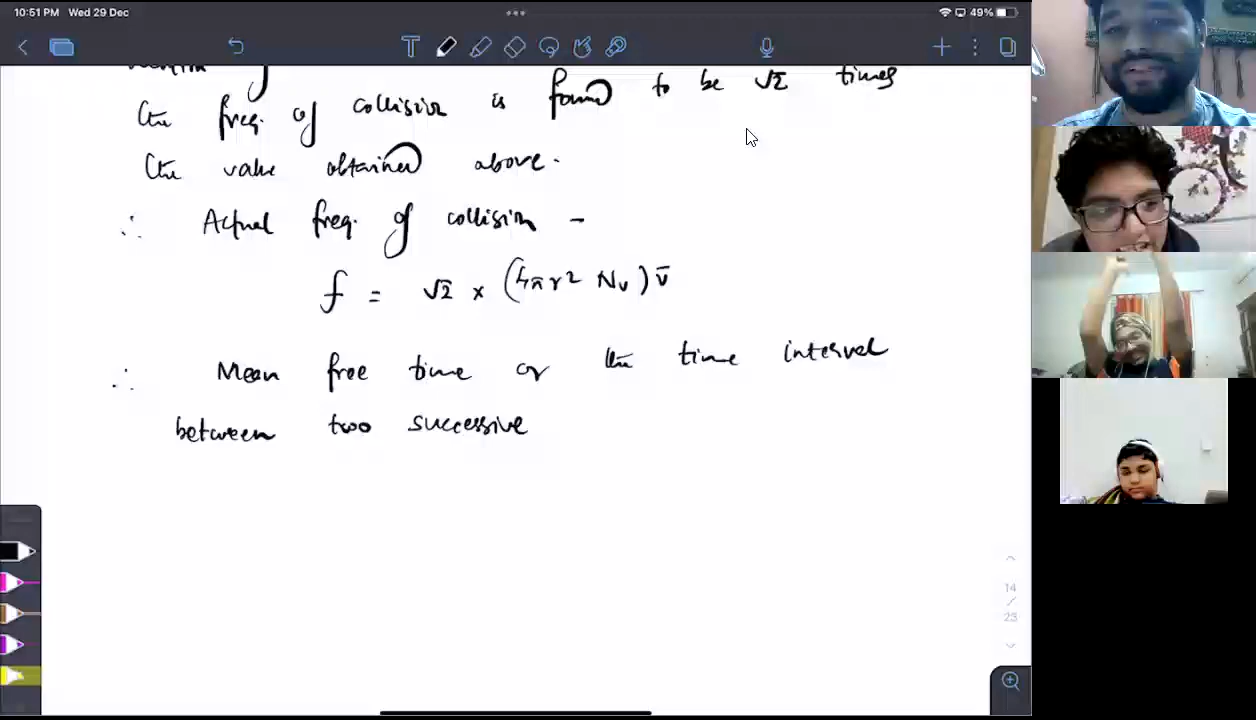 10:51 PM Wed 29 Dec
49%
the freq. of collision is found to be √2 times
the value obtained above.
∴ Actual freq. of collision –
f = √2 × (4πr² Nᵥ) v̄
∴ Mean free time or the time interval
between two successive
14
/
23